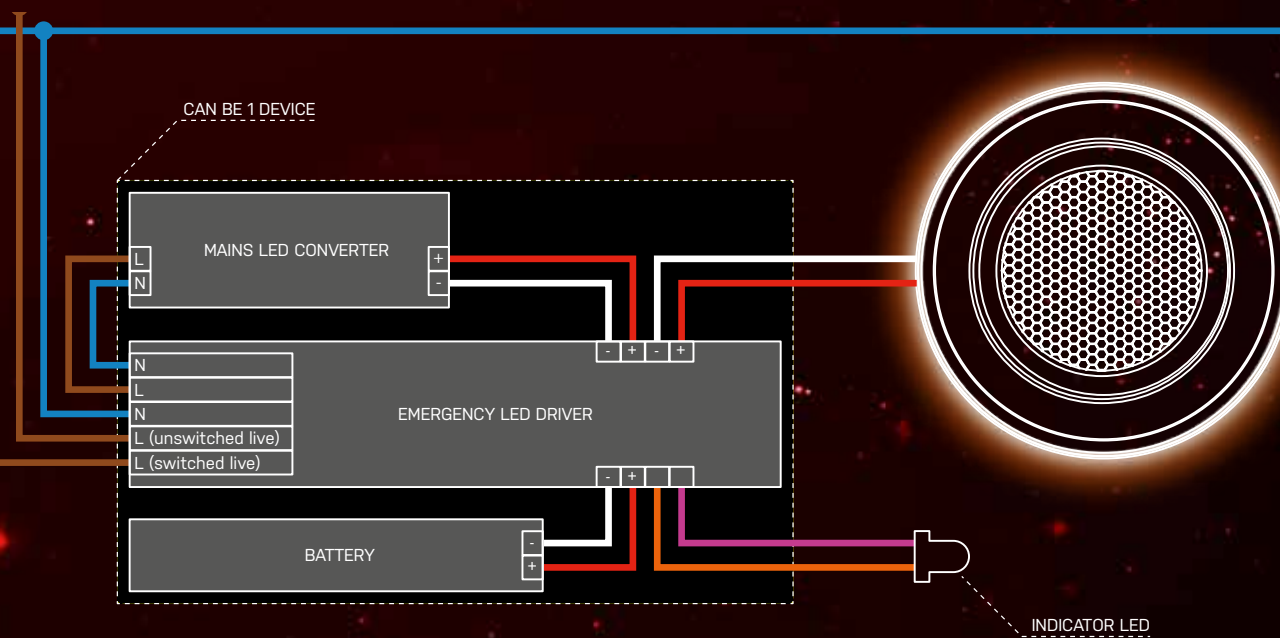 CAN BE 1 DEVICE
MAINS LED CONVERTER
L
N
+
-
- + - +
N
L
N
L (unswitched live)
L (switched live)
EMERGENCY LED DRIVER
- +
BATTERY
-
+
INDICATOR LED